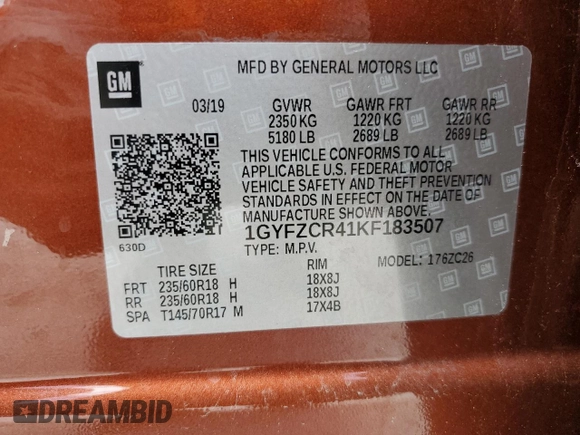 GM
MFD BY GENERAL MOTORS LLC
03/19 GVWR GAWR FRT GAWR RR
2350 KG 1220 KG 1220 KG
5180 LB 2689 LB 2689 LB
THIS VEHICLE CONFORMS TO ALL
APPLICABLE U.S. FEDERAL MOTOR
VEHICLE SAFETY AND THEFT PREVENTION
STANDARDS IN EFFECT ON THE DATE OF
MANUFACTURE SHOWN ABOVE.
630D 1GYFZCR41KF183507
TYPE: M.P.V. MODEL: 176ZC26
TIRE SIZE RIM
FRT 235/60R18 H 18X8J
RR 235/60R18 H 18X8J
SPA T145/70R17 M 17X4B
DREAMBID